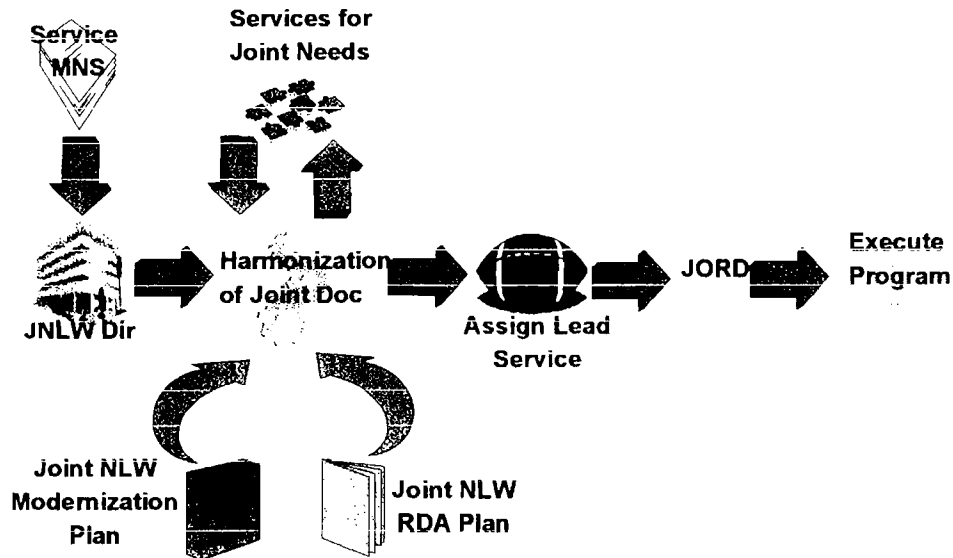 Service
MNS
Services for
Joint Needs
JNLW Dir
Harmonization
of Joint Doc
Assign Lead
Service
JORD
Execute
Program
Joint NLW
Modernization
Plan
Joint NLW
RDA Plan